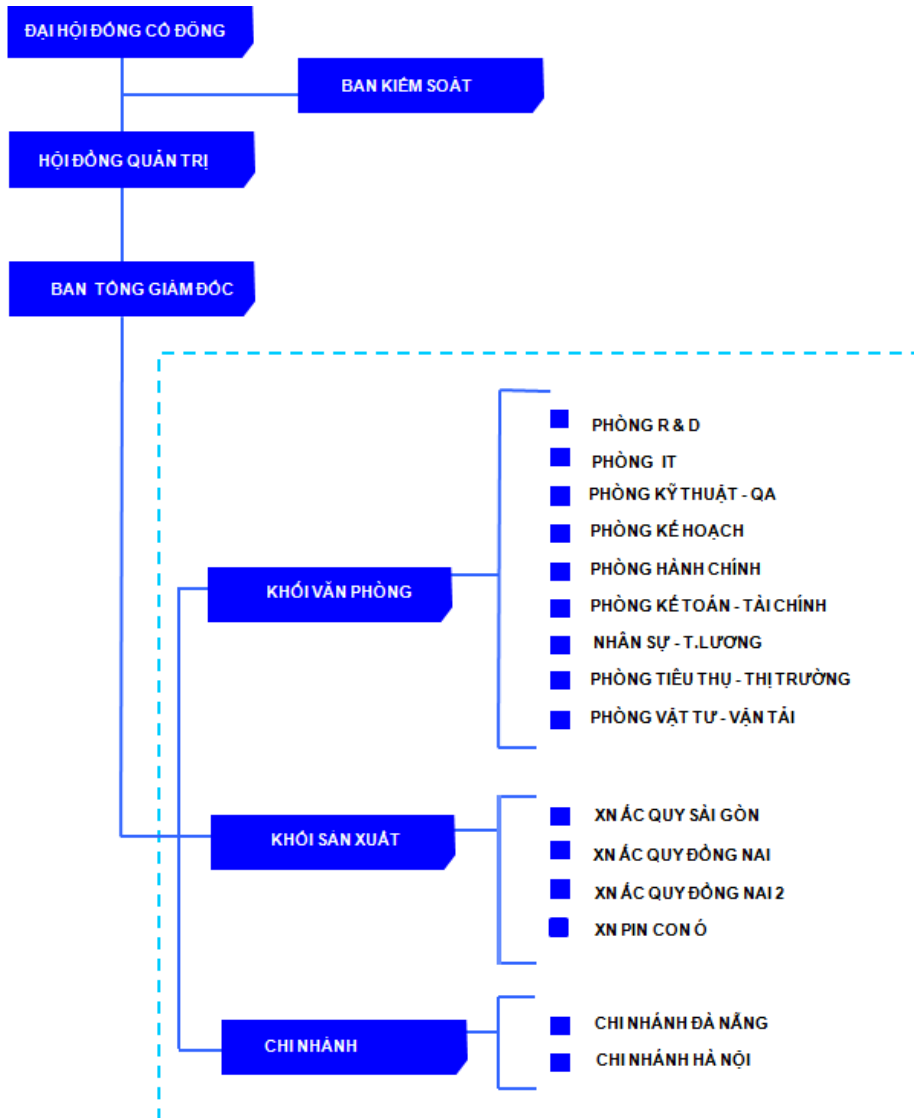 ĐẠI HỘI ĐỒNG CỔ ĐÔNG
BAN KIỂM SOÁT
HỘI ĐỒNG QUẢN TRỊ
BAN TỔNG GIÁM ĐỐC
PHÒNG R & D
PHÒNG IT
PHÒNG KỸ THUẬT - QA
PHÒNG KẾ HOẠCH
PHÒNG HÀNH CHÍNH
KHỐI VĂN PHÒNG
PHÒNG KẾ TOÁN - TÀI CHÍNH
NHÂN SỰ - T.LƯƠNG
PHÒNG TIÊU THỤ - THỊ TRƯỜNG
PHÒNG VẬT TƯ - VẬN TẢI
XN ẮC QUY SÀI GÒN
KHỐI SẢN XUẤT
XN ẮC QUY ĐỒNG NAI
XN ẮC QUY ĐỒNG NAI 2
XN PIN CON Ó
CHI NHÁNH ĐÀ NẴNG
CHI NHÁNH
CHI NHÁNH HÀ NỘI